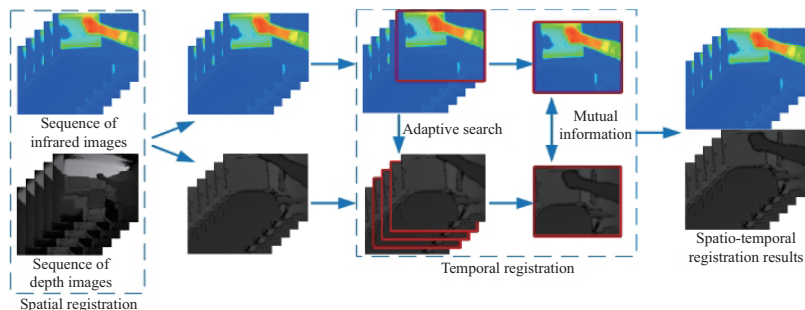 Sequence of
infrared images
Sequence of
depth images
Spatial registration
Adaptive search
Mutual
information
Temporal registration
Spatio-temporal
registration results